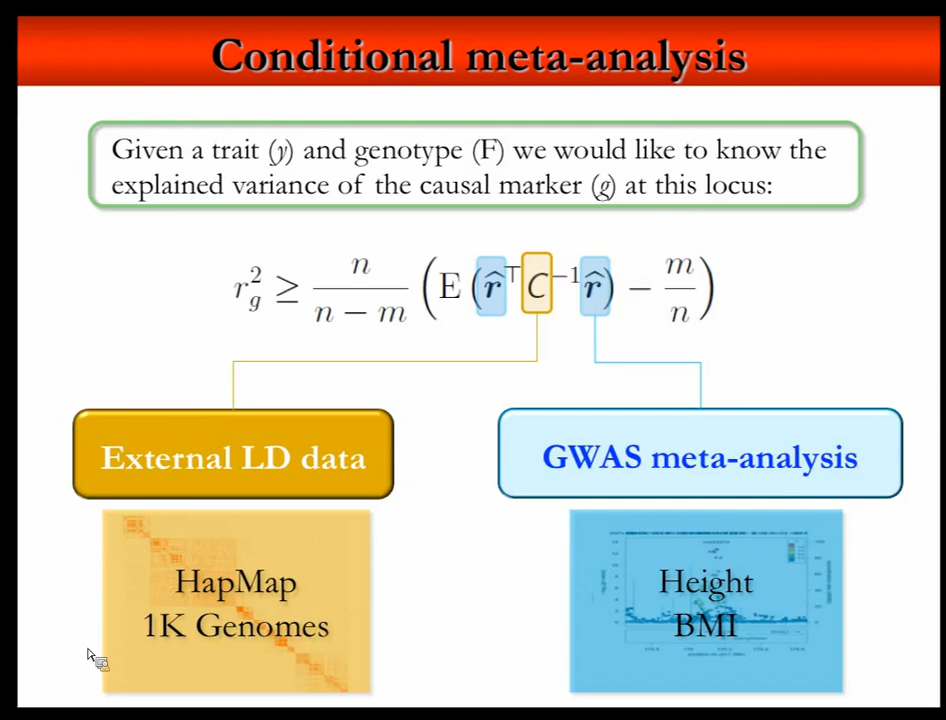 Conditional meta-analysis
Given a trait (y) and genotype (F) we would like to know the
explained variance of the causal marker (g) at this locus:
r_g^2 ≥ n/(n − m) (E(r̂^⊤ C^−1 r̂) − m/n)
External LD data
GWAS meta-analysis
HapMap
1K Genomes
Height
BMI